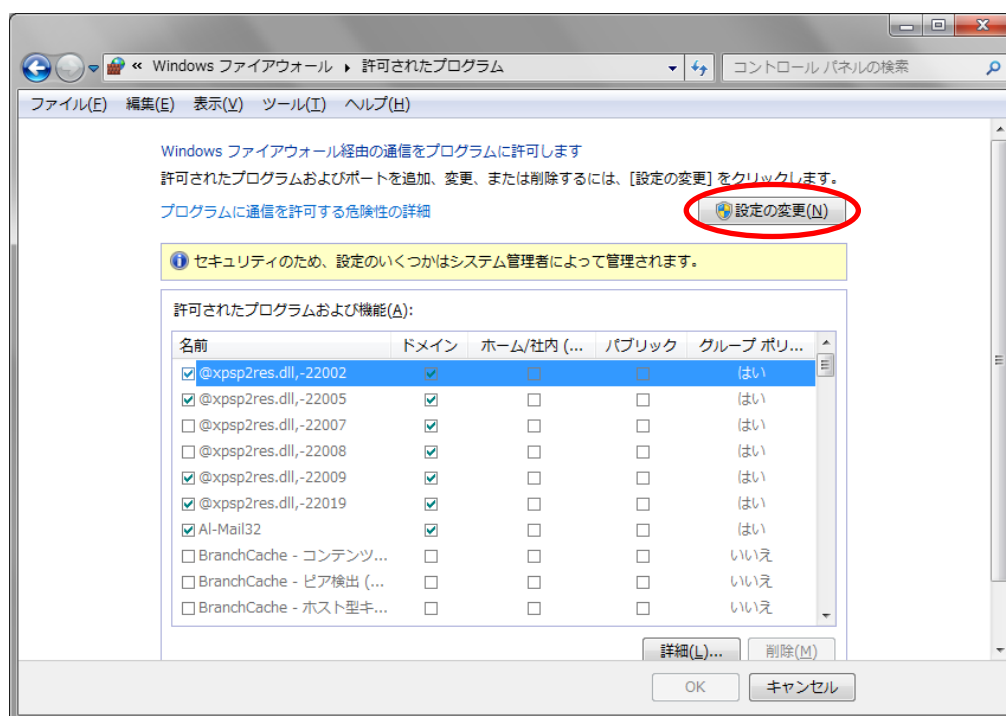 « Windows ファイアウォール 許可されたプログラム
コントロール パネルの検索
ファイル(F) 編集(E) 表示(V) ツール(T) ヘルプ(H)
Windows ファイアウォール経由の通信をプログラムに許可します
許可されたプログラムおよびポートを追加、変更、または削除するには、[設定の変更] をクリックします。
プログラムに通信を許可する危険性の詳細
設定の変更(N)
セキュリティのため、設定のいくつかはシステム管理者によって管理されます。
許可されたプログラムおよび機能(A):
名前 ドメイン ホーム/社内 (... パブリック グループ ポリ...
@xpsp2res.dll,-22002 はい
@xpsp2res.dll,-22005 はい
@xpsp2res.dll,-22007 はい
@xpsp2res.dll,-22008 はい
@xpsp2res.dll,-22009 はい
@xpsp2res.dll,-22019 はい
Al-Mail32 はい
BranchCache - コンテンツ... いいえ
BranchCache - ピア検出 (... いいえ
BranchCache - ホスト型キ... いいえ
詳細(L)... 削除(M)
OK キャンセル